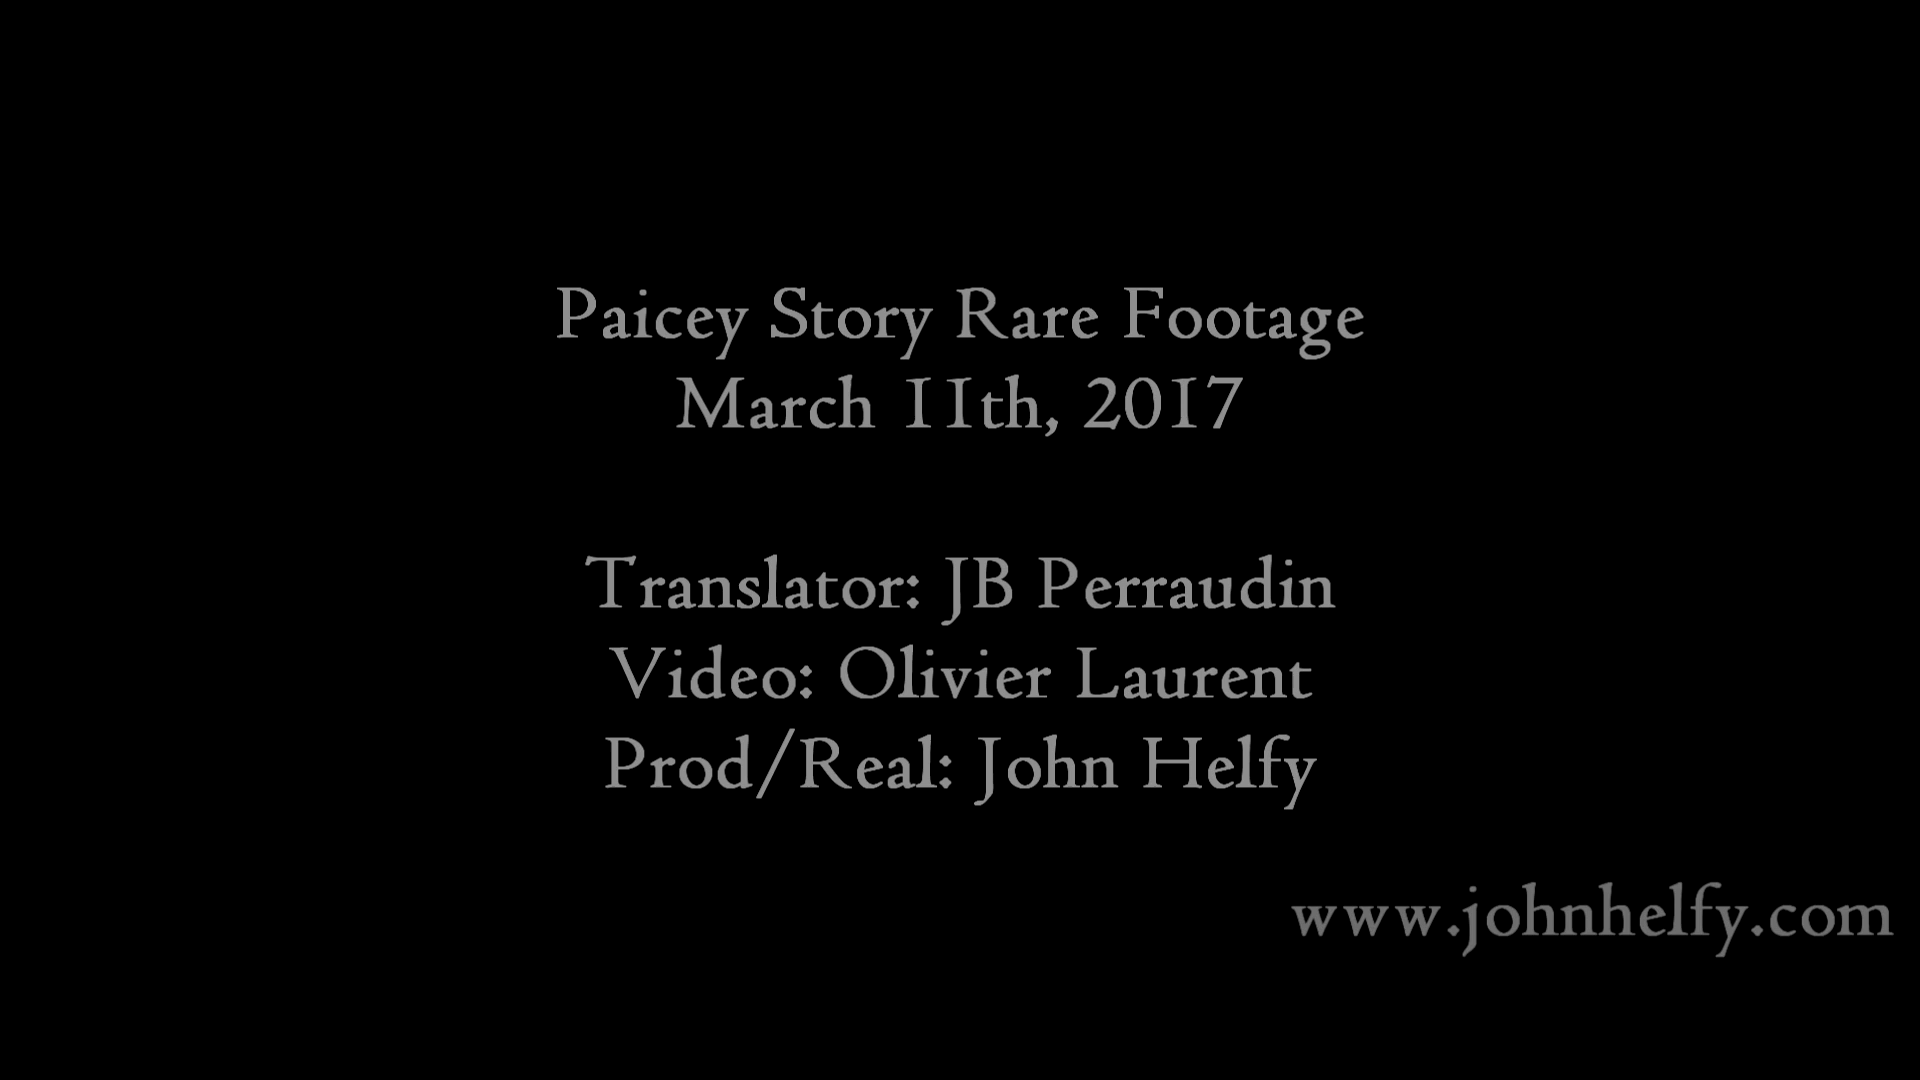 Paicey Story Rare Footage
March 11th, 2017
Translator: JB Perraudin
Video: Olivier Laurent
Prod/Real: John Helfy
www.johnhelfy.com